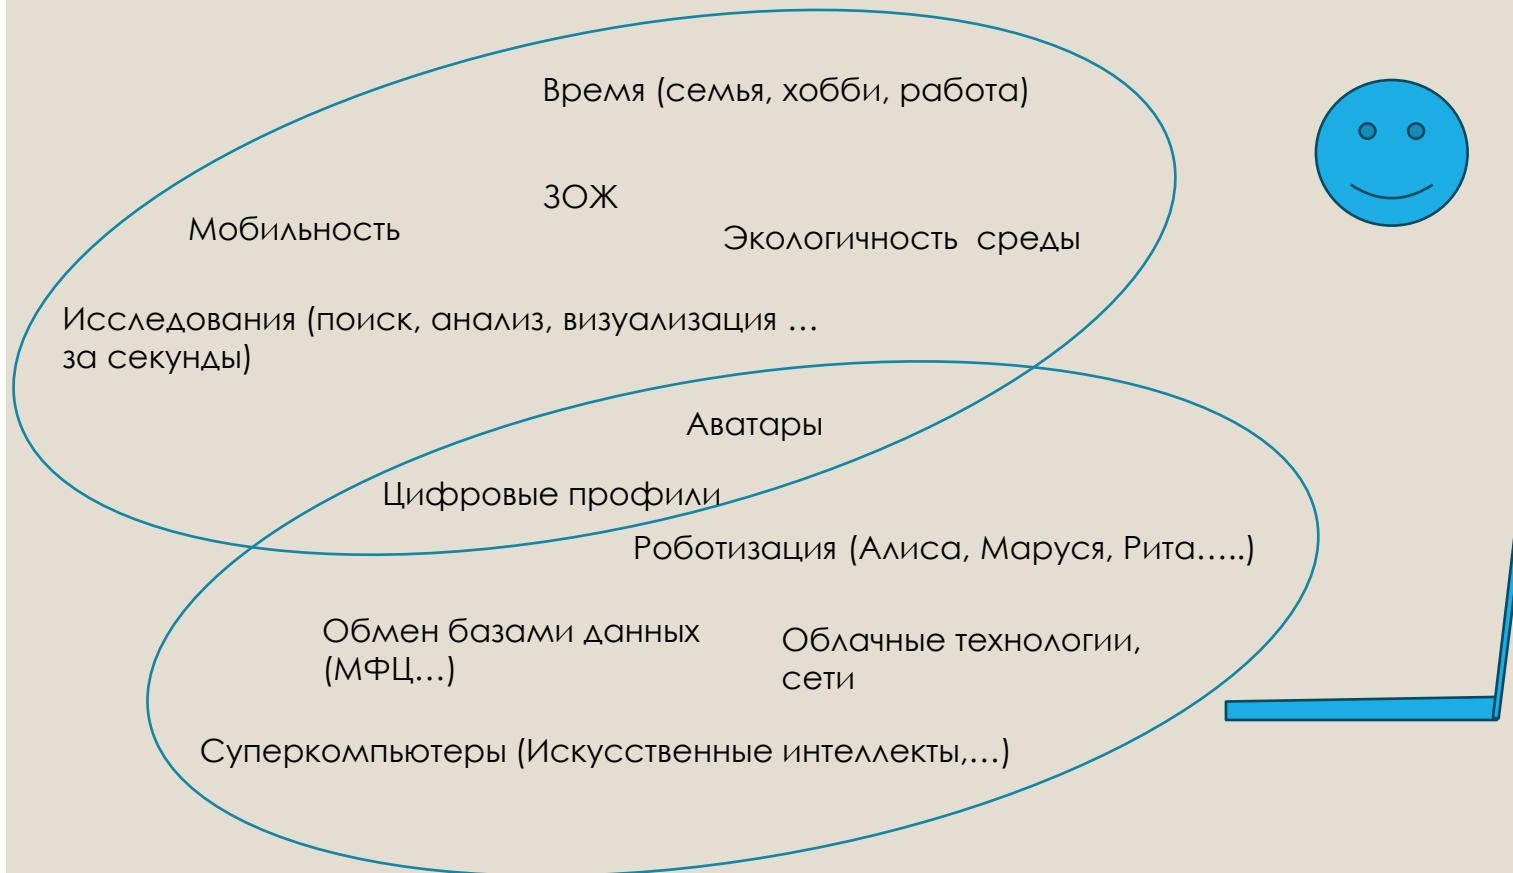 Время (семья, хобби, работа)
ЗОЖ
Мобильность
Экологичность  среды
Исследования (поиск, анализ, визуализация …
за секунды)
Аватары
Цифровые профили
Роботизация (Алиса, Маруся, Рита…..)
Обмен базами данных
(МФЦ…)
Облачные технологии,
сети
Суперкомпьютеры (Искусственные интеллекты,…)